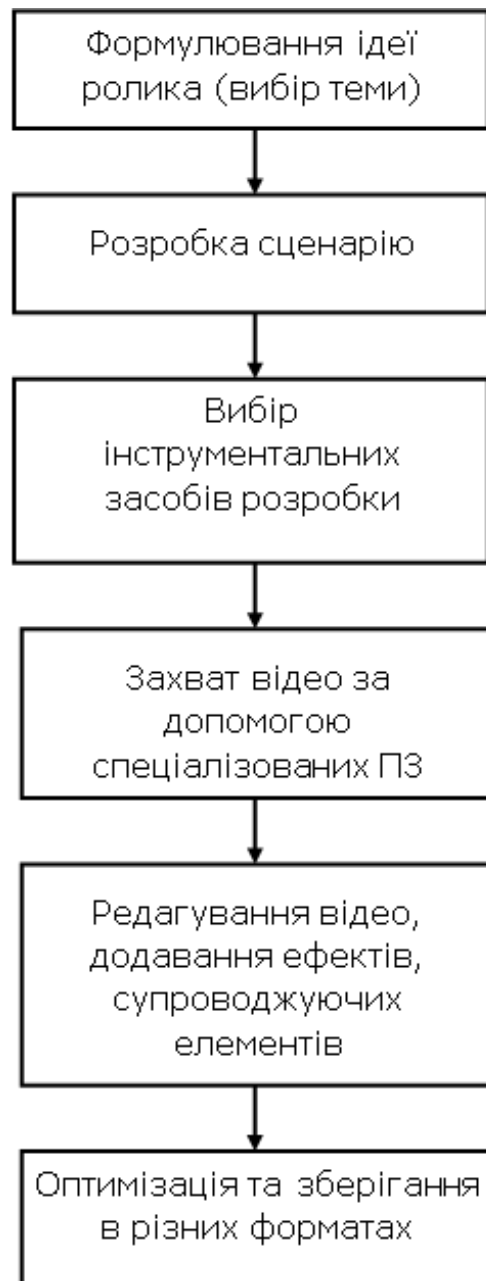 Формулювання ідеї
ролика (вибір теми)
Розробка сценарію
Вибір
інструментальних
засобів розробки
Захват відео за
допомогою
спеціалізованих ПЗ
Редагування відео,
додавання ефектів,
супроводжуючих
елементів
Оптимізація та зберігання
в різних форматах